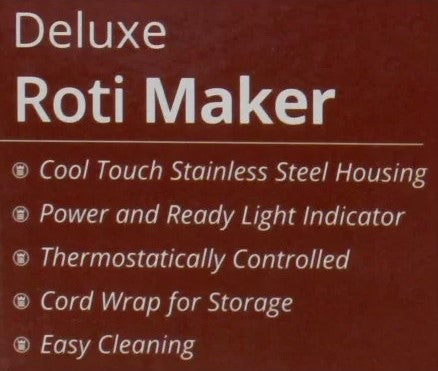 Deluxe
Roti Maker
Cool Touch Stainless Steel Housing
Power and Ready Light Indicator
Thermostatically Controlled
Cord Wrap for Storage
Easy Cleaning